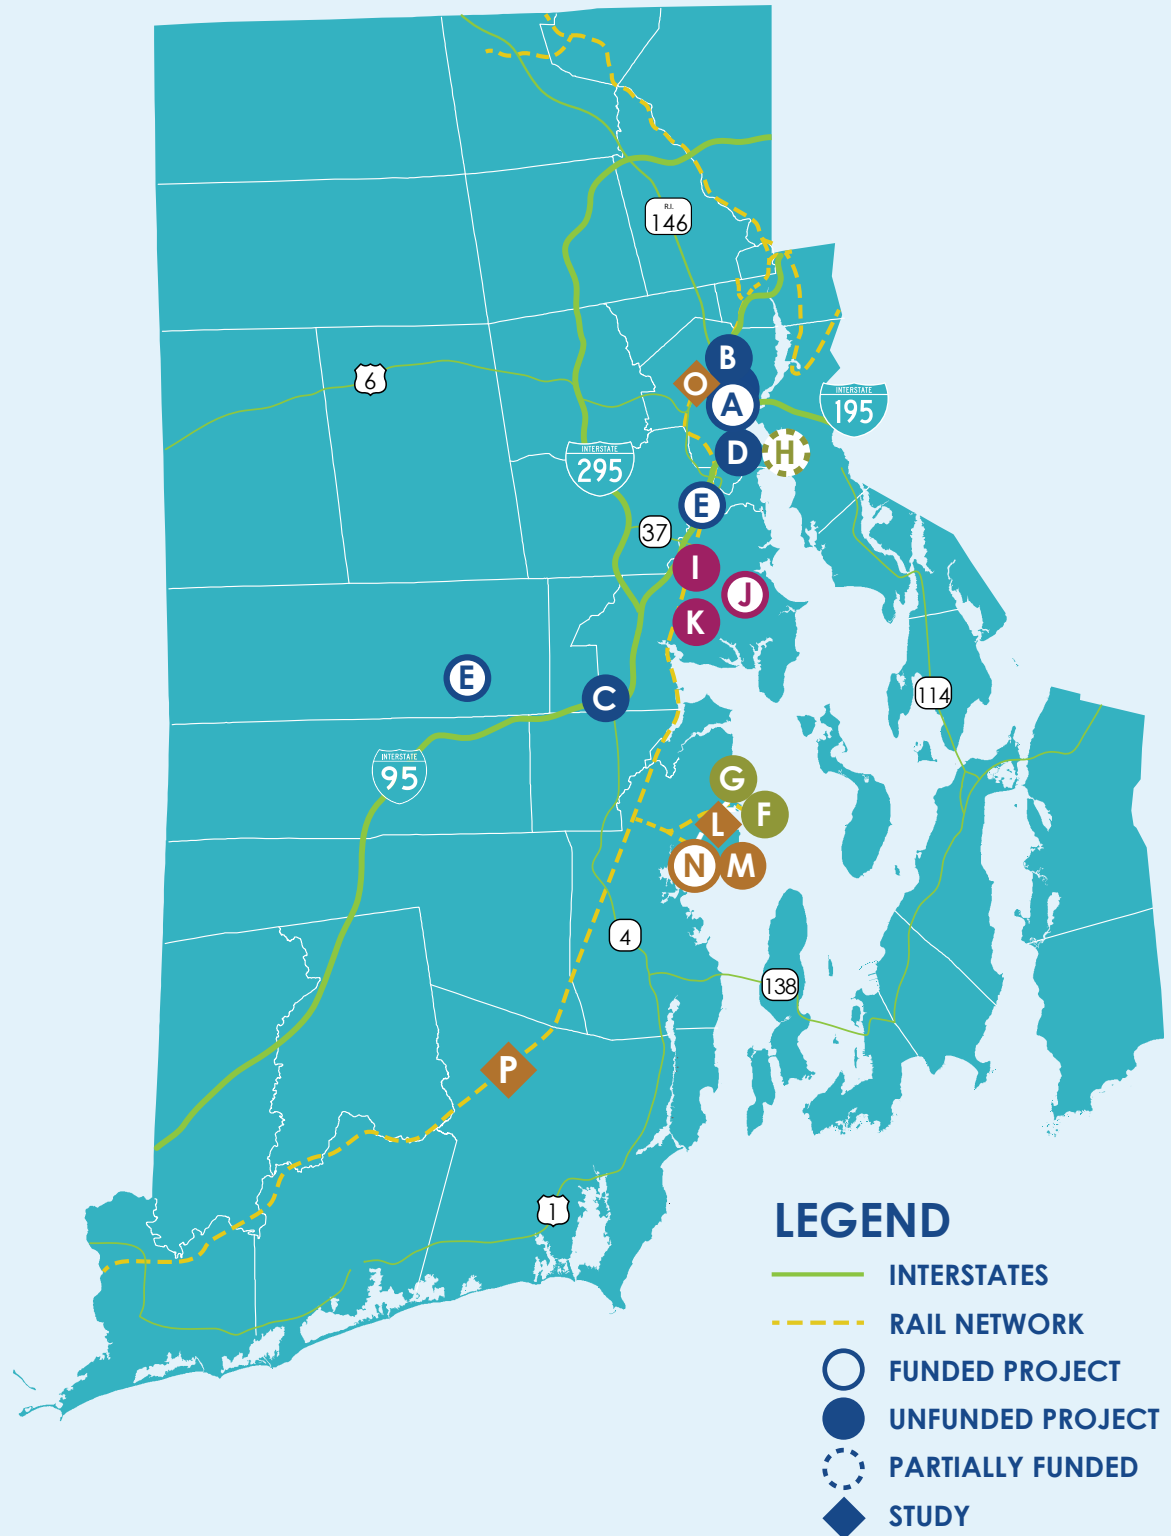 R.I.
146
6
B
O
A
INTERSTATE
195
D
H
INTERSTATE
295
E
37
I
J
K
E
C
114
INTERSTATE
95
G
F
L
N
M
4
138
P
1
LEGEND
INTERSTATES
RAIL NETWORK
FUNDED PROJECT
UNFUNDED PROJECT
PARTIALLY FUNDED
STUDY